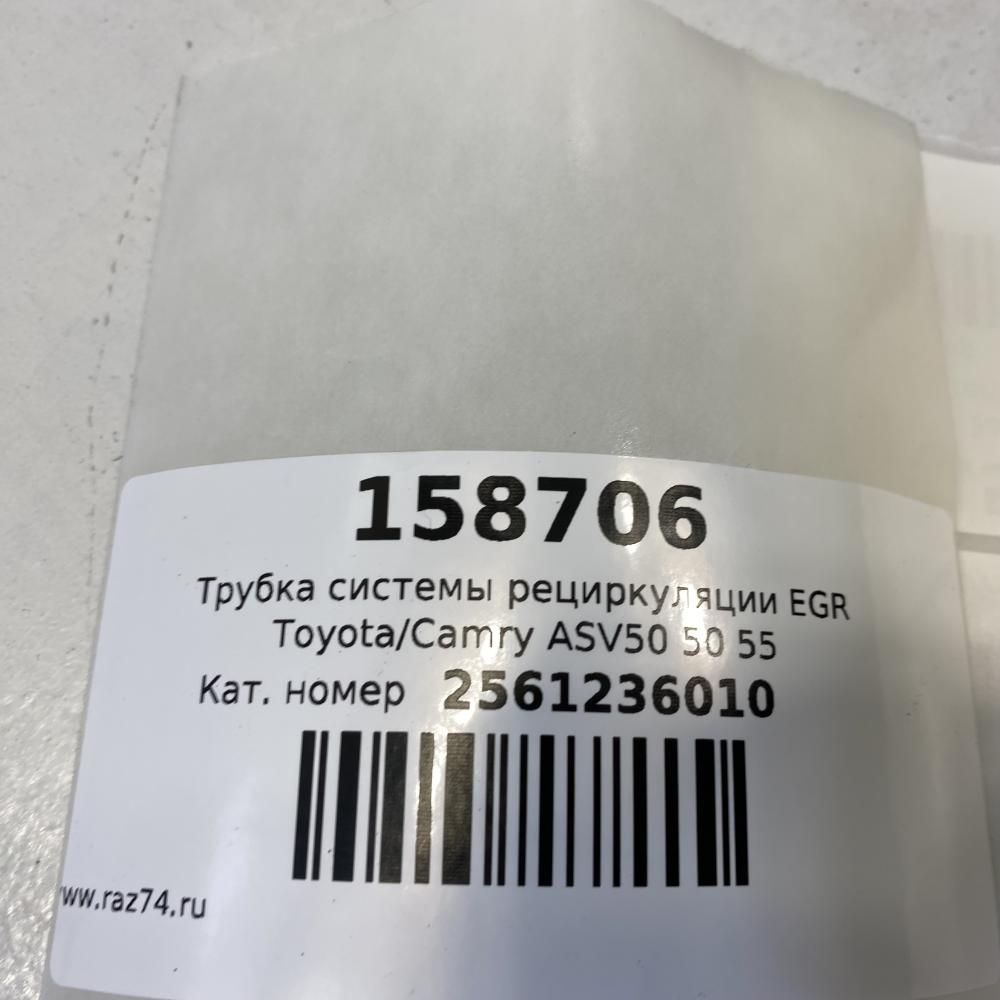 158706
Трубка системы рециркуляции EGR
Toyota/Camry ASV50 50 55
Кат. номер 2561236010
www.raz74.ru